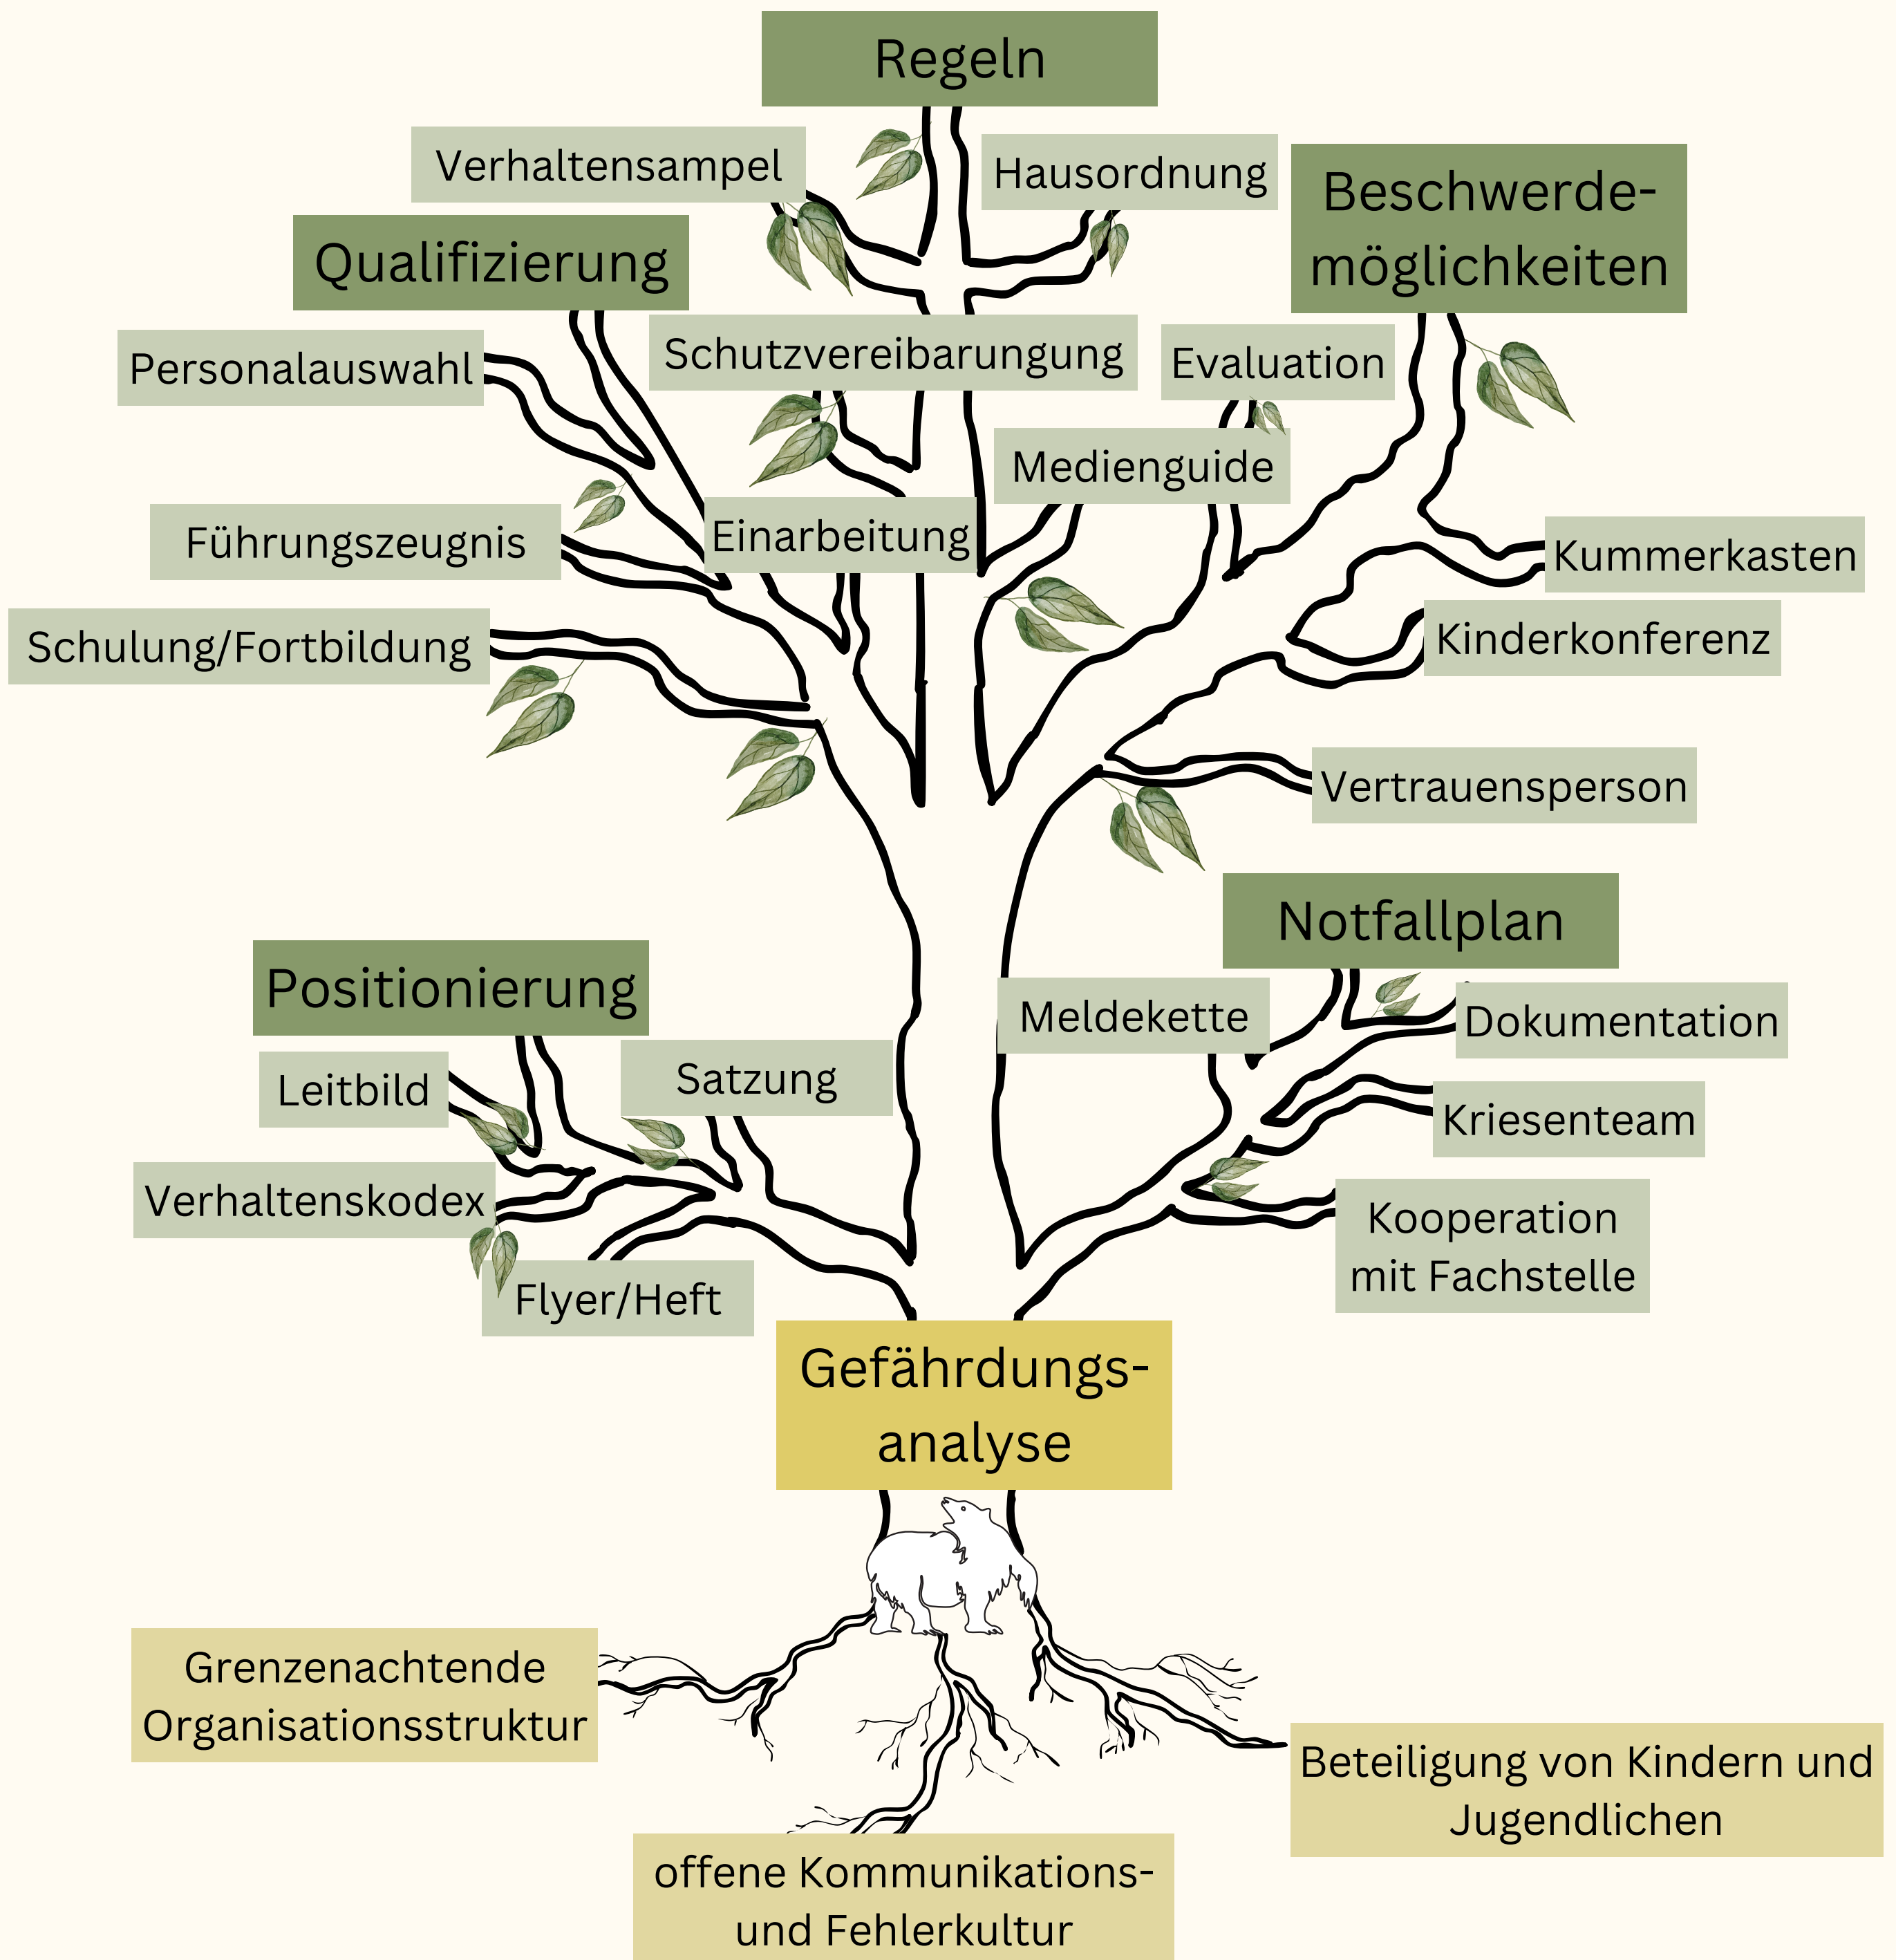 Regeln
Verhaltensampel
Hausordnung
Beschwerde-
möglichkeiten
Qualifizierung
Personalauswahl
Schutzvereibarungung
Evaluation
Medienguide
Führungszeugnis
Einarbeitung
Kummerkasten
Schulung/Fortbildung
Kinderkonferenz
Vertrauensperson
Notfallplan
Positionierung
Meldekette
Dokumentation
Leitbild
Satzung
Kriesenteam
Verhaltenskodex
Kooperation
mit Fachstelle
Flyer/Heft
Gefährdungs-
analyse
Grenzenachtende
Organisationsstruktur
Beteiligung von Kindern und
Jugendlichen
offene Kommunikations-
und Fehlerkultur